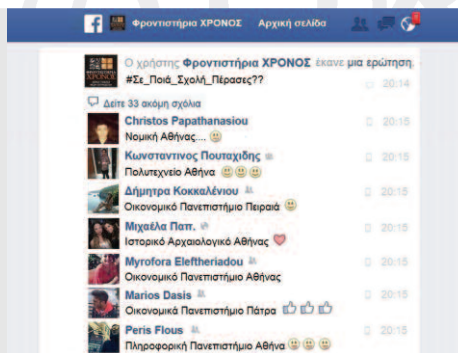 Φροντιστήρια ΧΡΟΝΟΣ Αρχική σελίδα
Ο χρήστης Φροντιστήρια ΧΡΟΝΟΣ έκανε μια ερώτηση.
#Σε_Ποιά_Σχολή_Πέρασες??
20:14
Δείτε 33 ακόμη σχόλια
Christos Papathanasiou 20:15
Νομική Αθήνας....
Κωνσταντινος Πουταχιδης 20:15
Πολυτεχνείο Αθήνα
Δήμητρα Κοκκαλένιου 20:15
Οικονομικό Πανεπιστήμιο Πειραιά
Μιχαέλα Παπ. 20:15
Ιστορικό Αρχαιολογικό Αθήνας
Myrofora Eleftheriadou 20:15
Οικονομικό Πανεπιστήμιο Αθήνας
Marios Dasis 20:15
Οικονομικά Πανεπιστήμιο Πάτρα
Peris Flous 20:15
Πληροφορική Πανεπιστήμιο Αθήνα